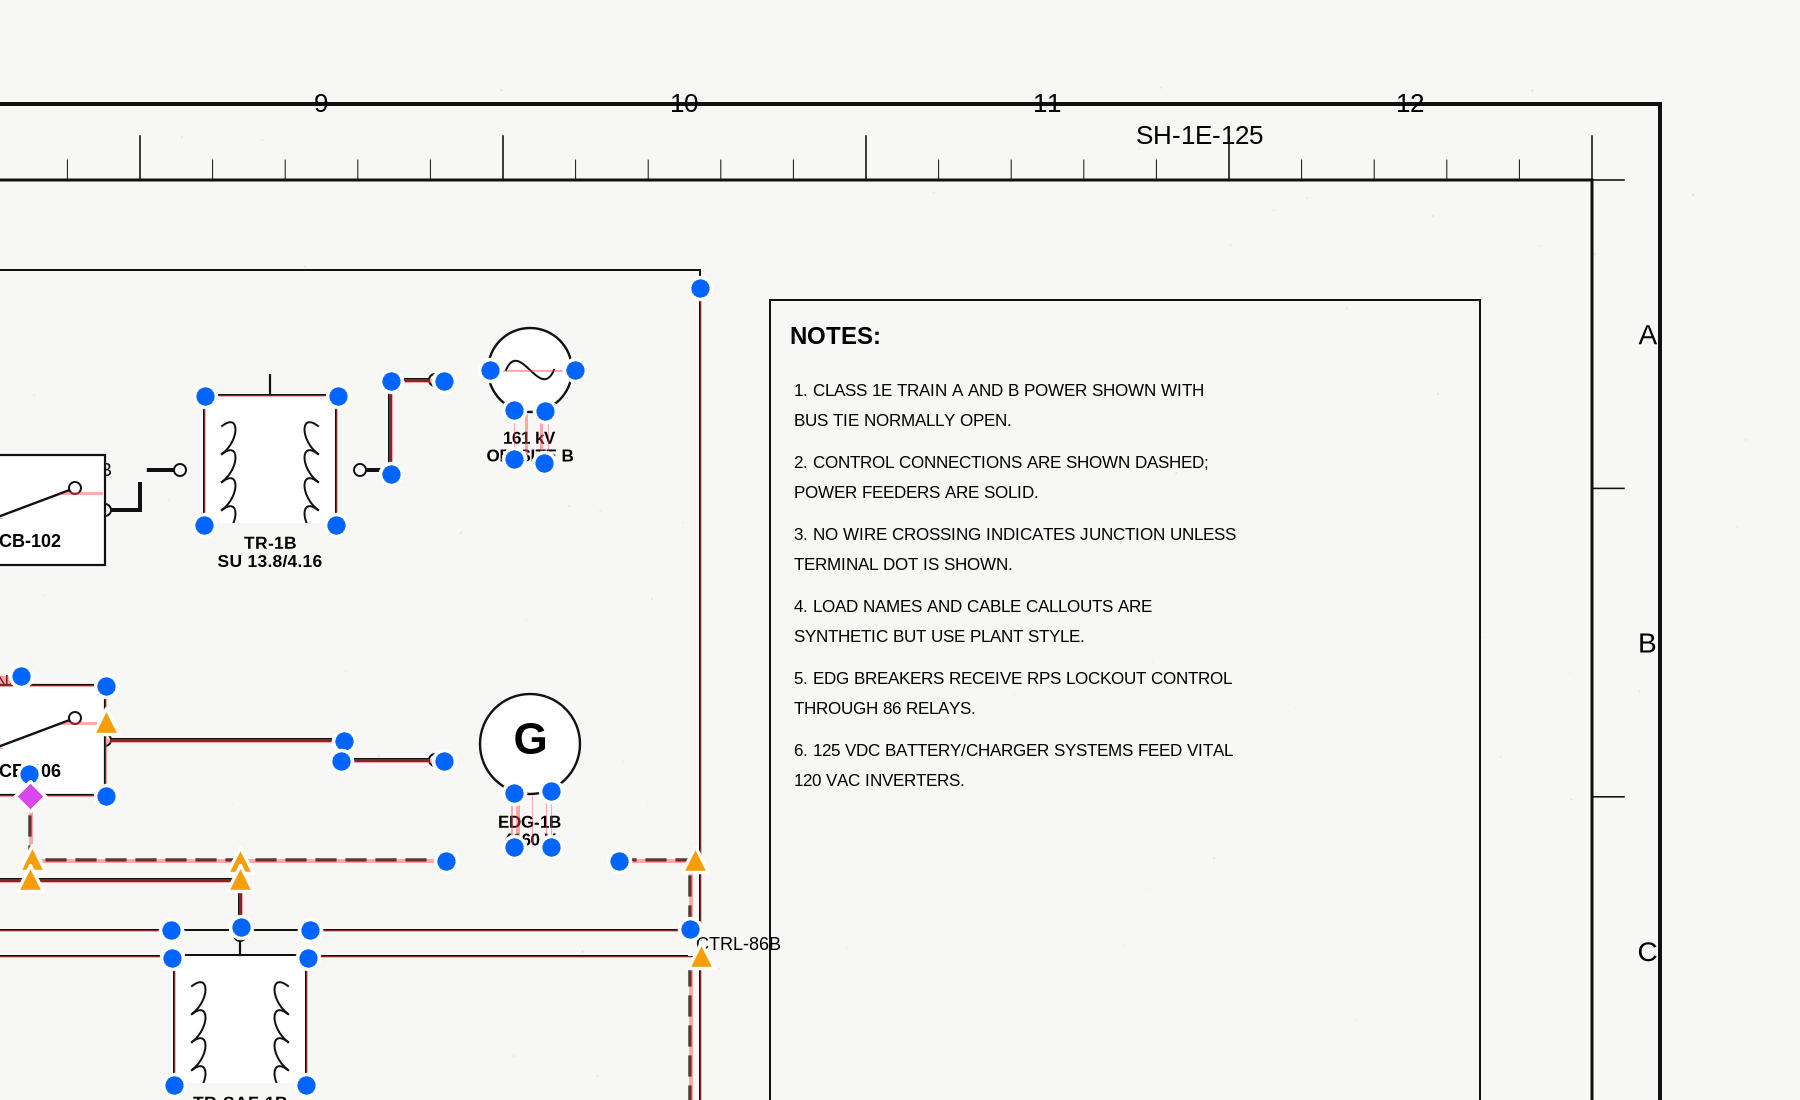 9 10 11 12
SH-1E-125
A
NOTES:
1. CLASS 1E TRAIN A AND B POWER SHOWN WITH
BUS TIE NORMALLY OPEN.
2. CONTROL CONNECTIONS ARE SHOWN DASHED;
POWER FEEDERS ARE SOLID.
3. NO WIRE CROSSING INDICATES JUNCTION UNLESS
TERMINAL DOT IS SHOWN.
4. LOAD NAMES AND CABLE CALLOUTS ARE
SYNTHETIC BUT USE PLANT STYLE.
5. EDG BREAKERS RECEIVE RPS LOCKOUT CONTROL
THROUGH 86 RELAYS.
6. 125 VDC BATTERY/CHARGER SYSTEMS FEED VITAL
120 VAC INVERTERS.
161 kV
B
CB-102
TR-1B
SU 13.8/4.16
B
G
EDG-1B
CTRL-86B
C